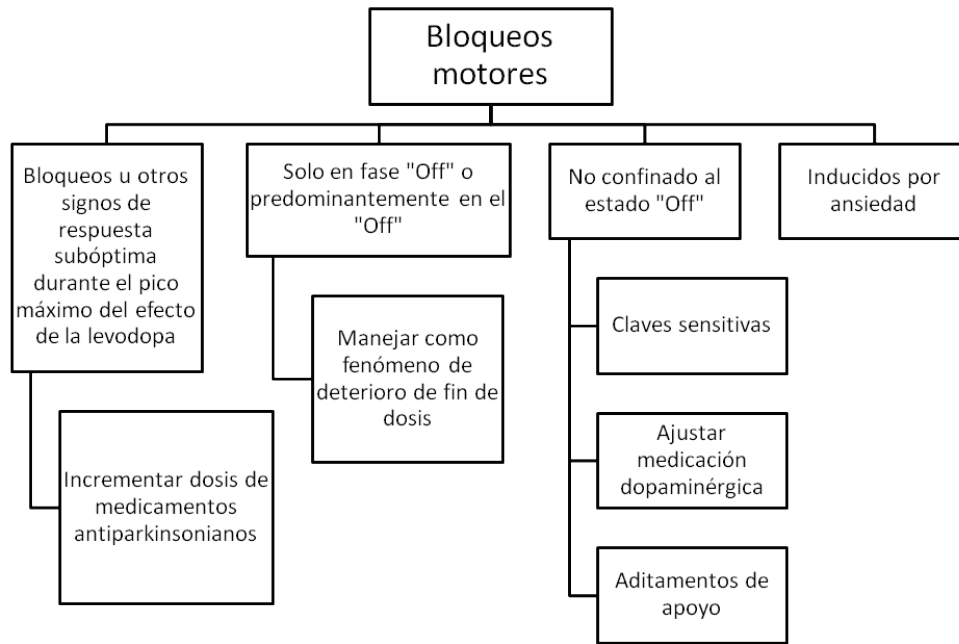 Bloqueos
motores
Bloqueos u otros
signos de
respuesta
subóptima
durante el pico
máximo del efecto
de la levodopa
Incrementar dosis de
medicamentos
antiparkinsonianos
Solo en fase "Off" o
predominantemente en el
"Off"
Manejar como
fenómeno de
deterioro de fin de
dosis
No confinado al
estado "Off"
Claves sensitivas
Ajustar
medicación
dopaminérgica
Aditamentos de
apoyo
Inducidos por
ansiedad